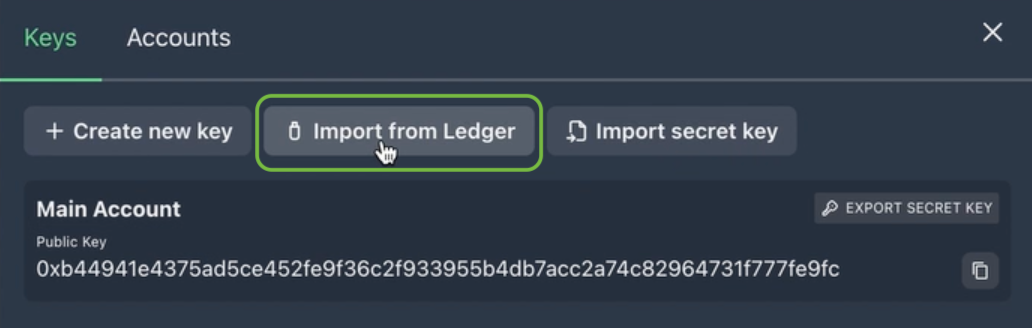 Keys Accounts
+ Create new key Import from Ledger Import secret key
Main Account EXPORT SECRET KEY
Public Key
0xb44941e4375ad5ce452fe9f36c2f933955b4db7acc2a74c82964731f777fe9fc